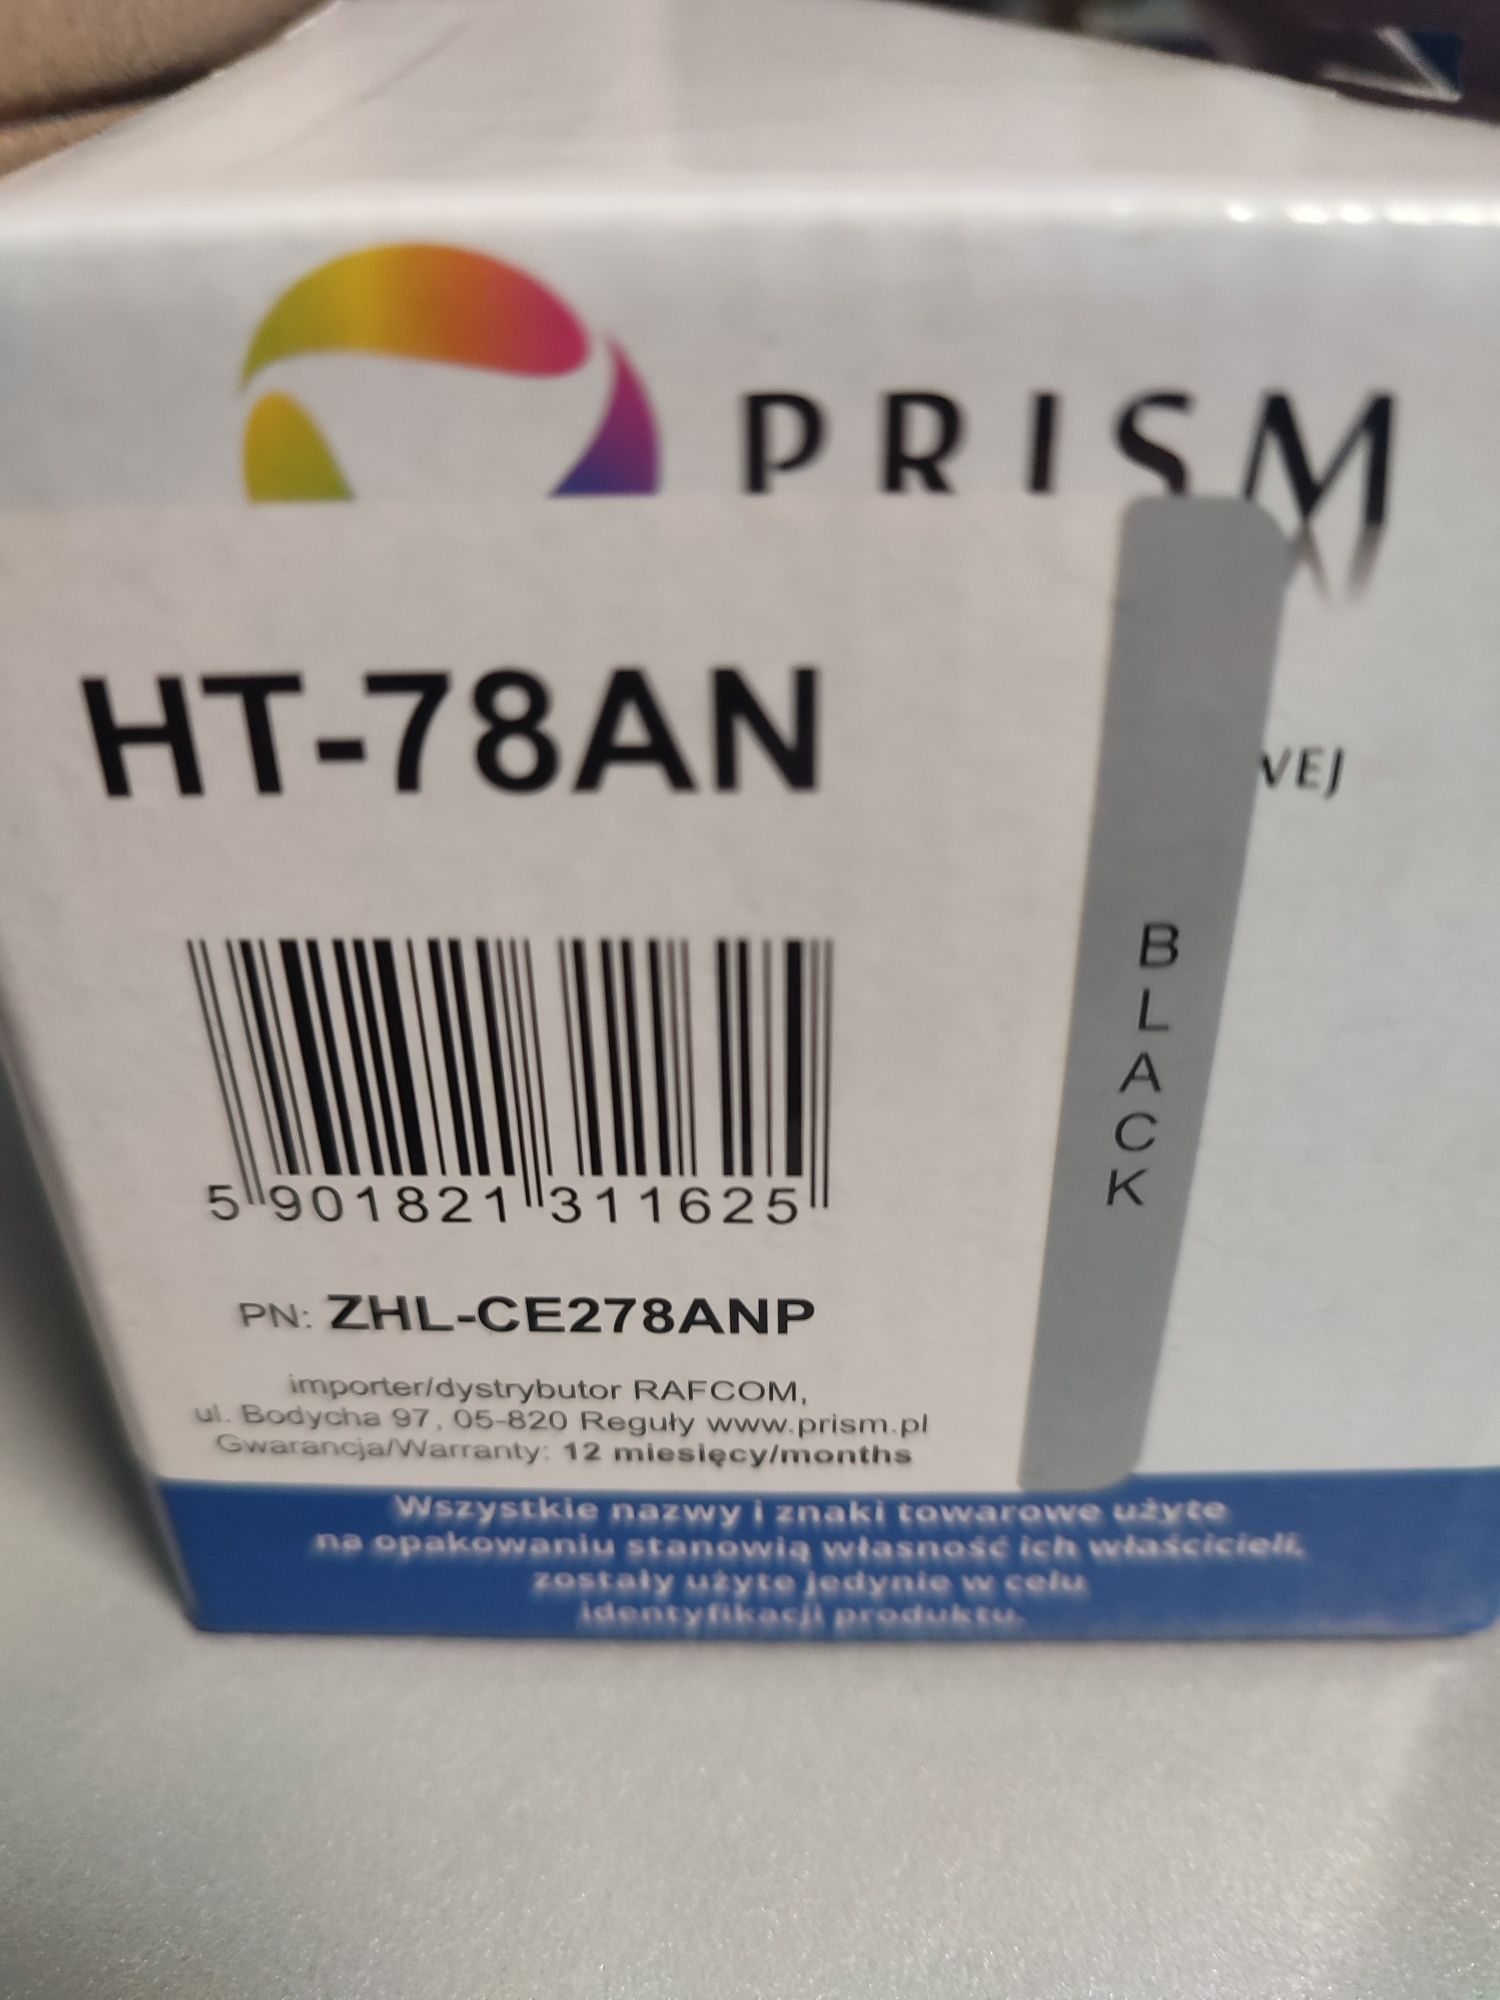 PRISM
HT-78AN
VEJ
BLACK
5 901821 311625
PN: ZHL-CE278ANP
importer/dystrybutor RAFCOM,
ul. Bodycha 97, 05-820 Reguły www.prism.pl
Gwarancja/Warranty: 12 miesięcy/months
Wszystkie nazwy i znaki towarowe użyte
na opakowaniu stanowią własność ich właścicieli,
zostały użyte jedynie w celu
identyfikacji produktu.